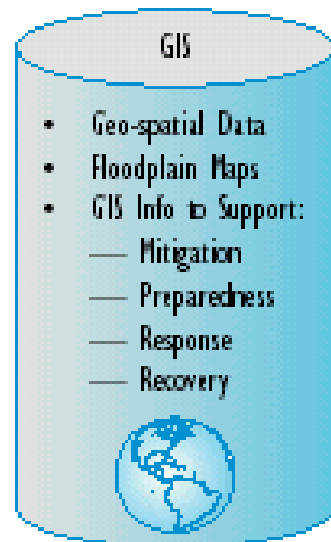 GIS
• Geo-spatial Data
• Floodplain Maps
• GIS Info to Support:
— Mitigation
— Preparedness
— Response
— Recovery